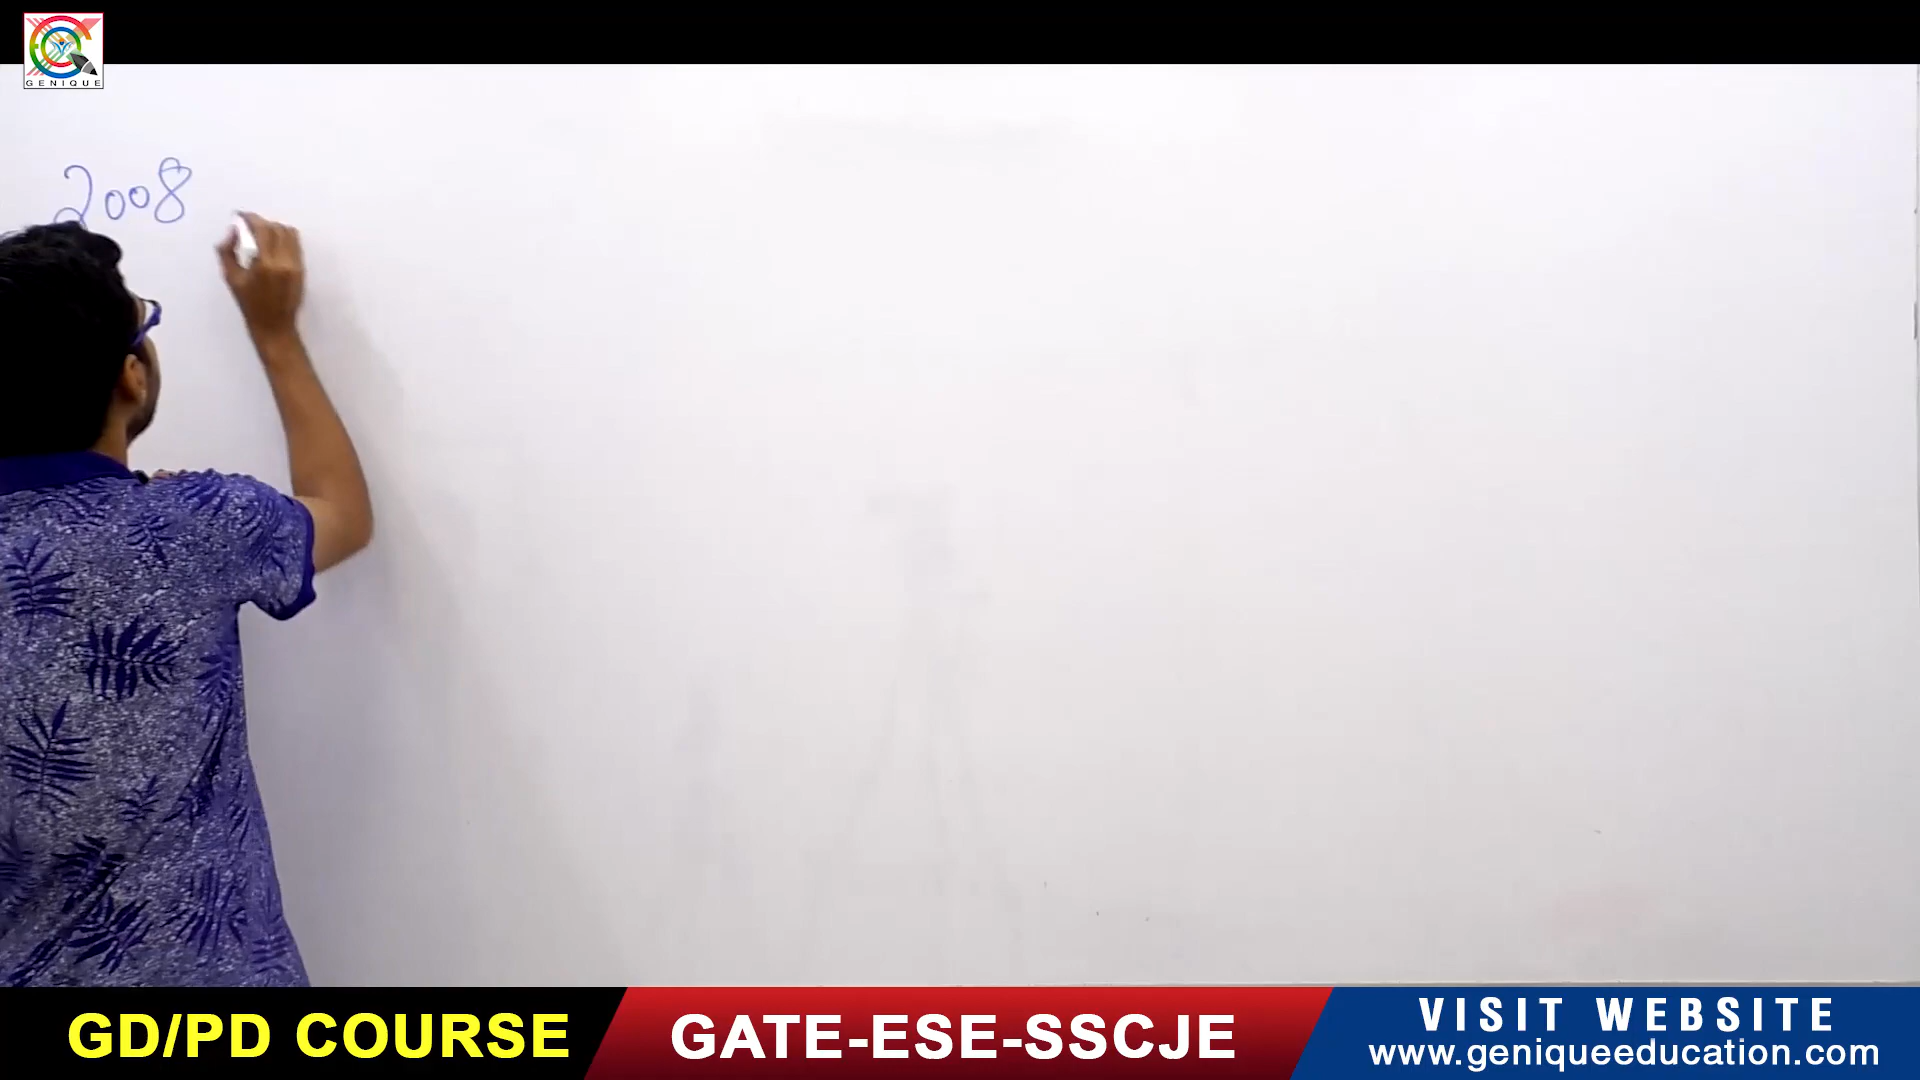 GENIQUE
2008
GD/PD COURSE
GATE-ESE-SSCJE
VISIT WEBSITE
www.geniqueeducation.com